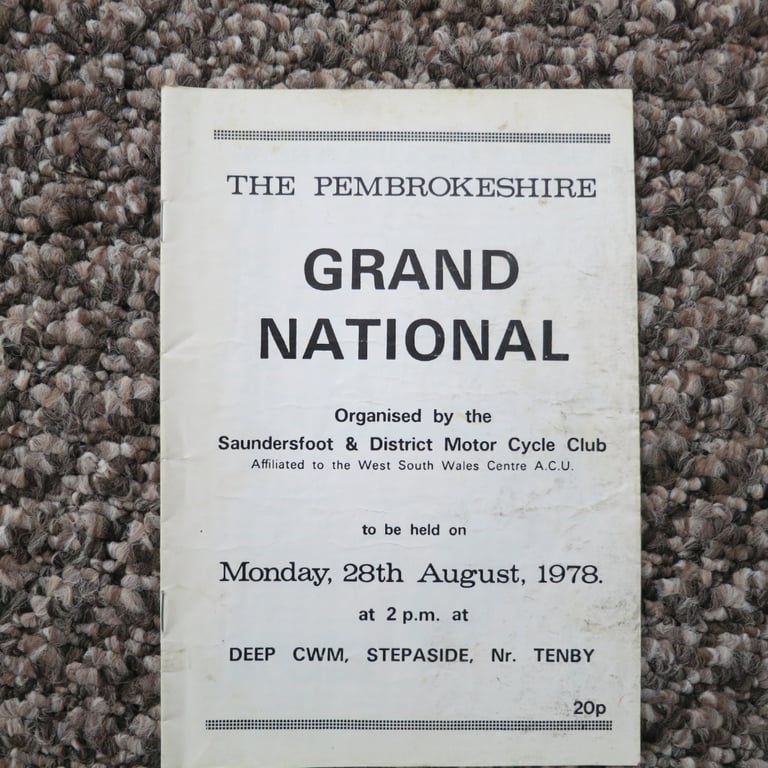 THE PEMBROKESHIRE
GRAND
NATIONAL
Organised by the
Saundersfoot & District Motor Cycle Club
Affiliated to the West South Wales Centre A.C.U.
to be held on
Monday, 28th August, 1978.
at 2 p.m. at
DEEP CWM, STEPASIDE, Nr. TENBY
20p